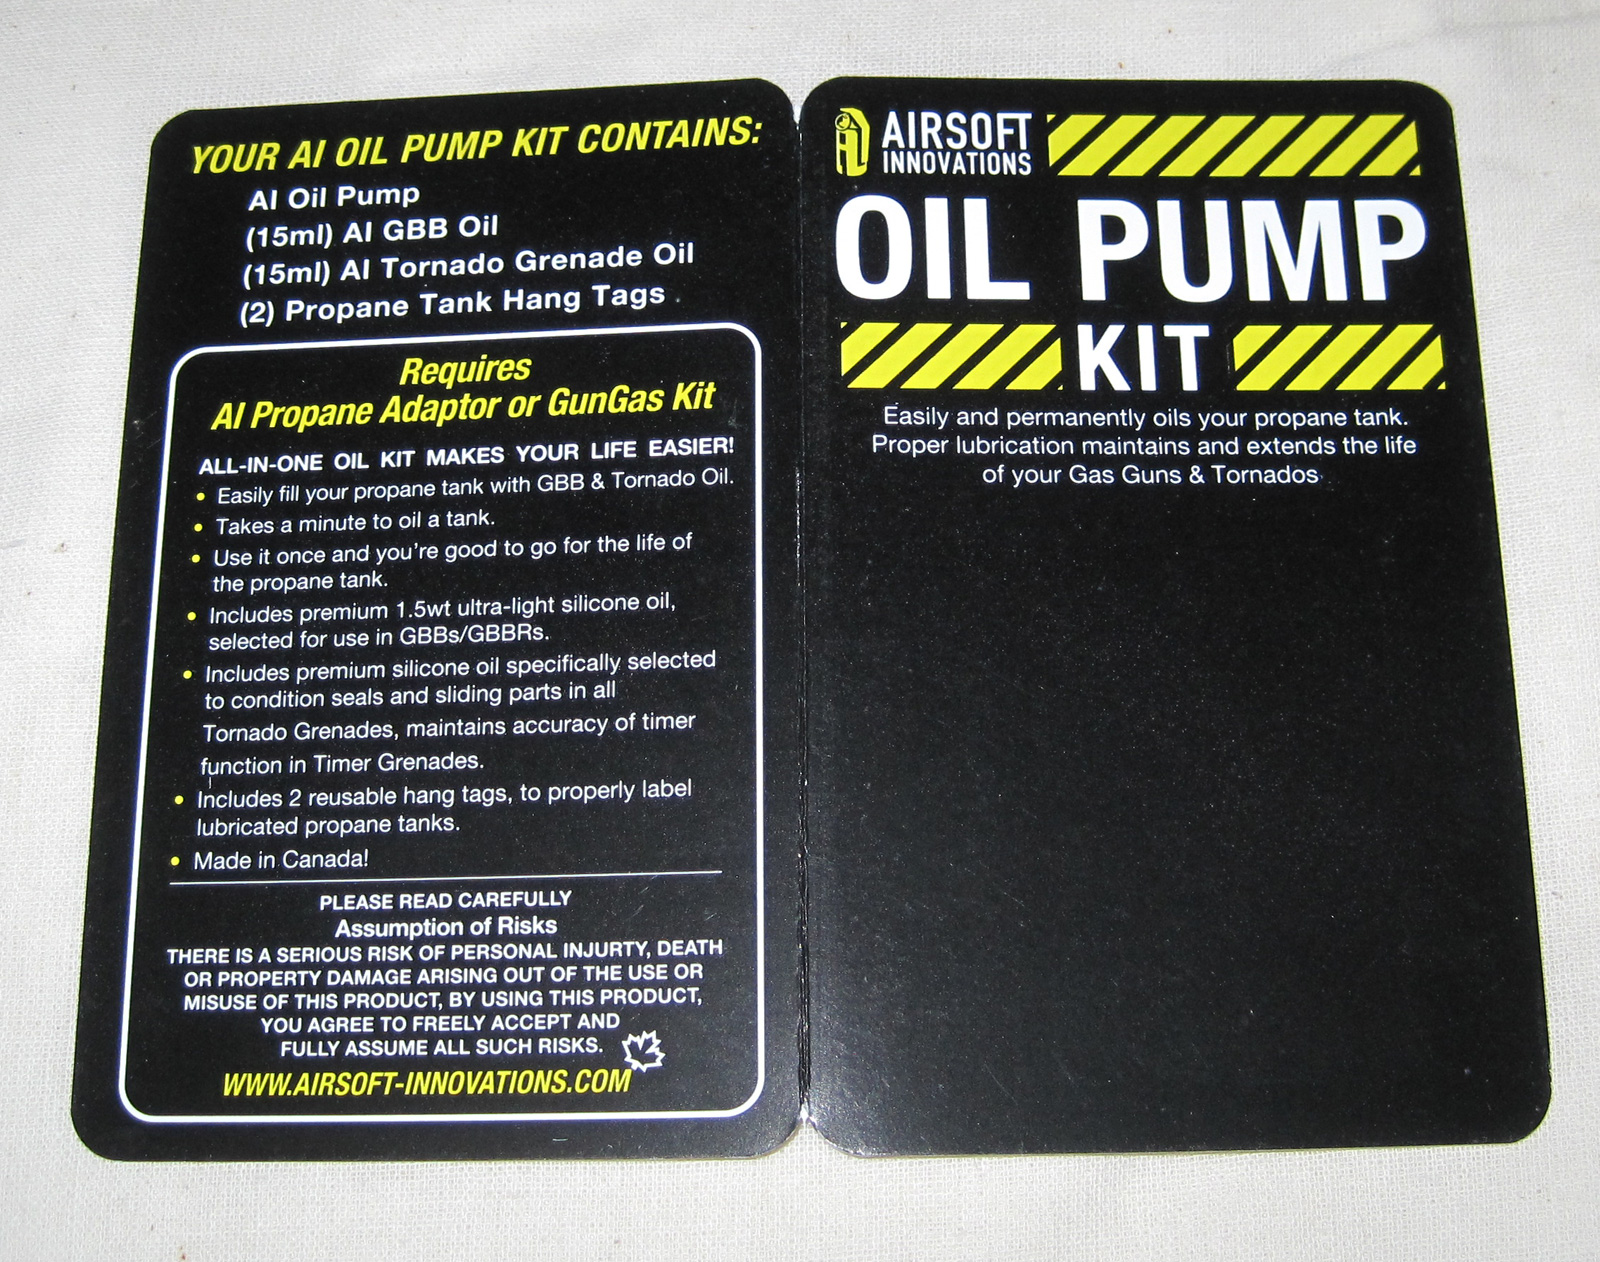 YOUR AI OIL PUMP KIT CONTAINS:
AI Oil Pump
(15ml) AI GBB Oil
(15ml) AI Tornado Grenade Oil
(2) Propane Tank Hang Tags
Requires
AI Propane Adaptor or GunGas Kit
ALL-IN-ONE OIL KIT MAKES YOUR LIFE EASIER!
• Easily fill your propane tank with GBB & Tornado Oil.
• Takes a minute to oil a tank.
• Use it once and you're good to go for the life of
the propane tank.
• Includes premium 1.5wt ultra-light silicone oil,
selected for use in GBBs/GBBRs.
• Includes premium silicone oil specifically selected
to condition seals and sliding parts in all
Tornado Grenades, maintains accuracy of timer
function in Timer Grenades.
• Includes 2 reusable hang tags, to properly label
lubricated propane tanks.
• Made in Canada!
PLEASE READ CAREFULLY
Assumption of Risks
THERE IS A SERIOUS RISK OF PERSONAL INJURTY, DEATH
OR PROPERTY DAMAGE ARISING OUT OF THE USE OR
MISUSE OF THIS PRODUCT, BY USING THIS PRODUCT,
YOU AGREE TO FREELY ACCEPT AND
FULLY ASSUME ALL SUCH RISKS.
WWW.AIRSOFT-INNOVATIONS.COM
AIRSOFT
INNOVATIONS
OIL PUMP
KIT
Easily and permanently oils your propane tank.
Proper lubrication maintains and extends the life
of your Gas Guns & Tornados